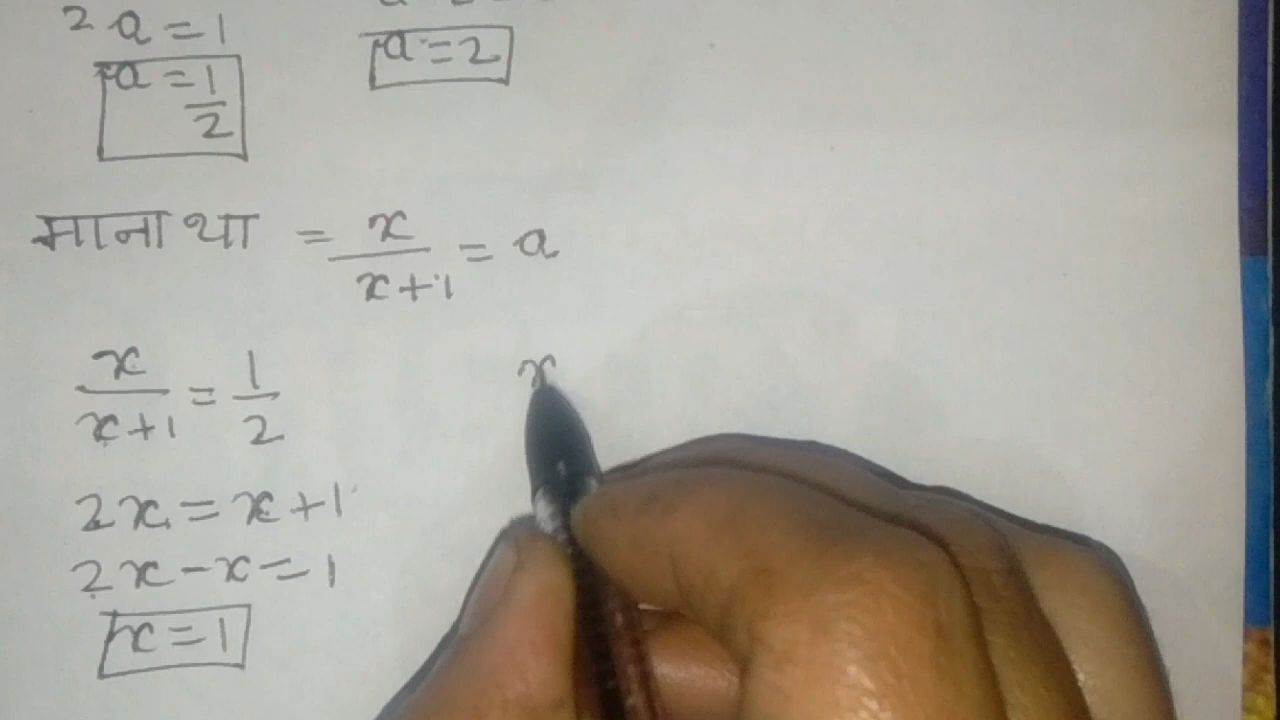 2a = 1
a = 2
a = 1/2
माना था = x/x+1 = a
x/x+1 = 1/2
x
2x = x+1
2x - x = 1
x = 1